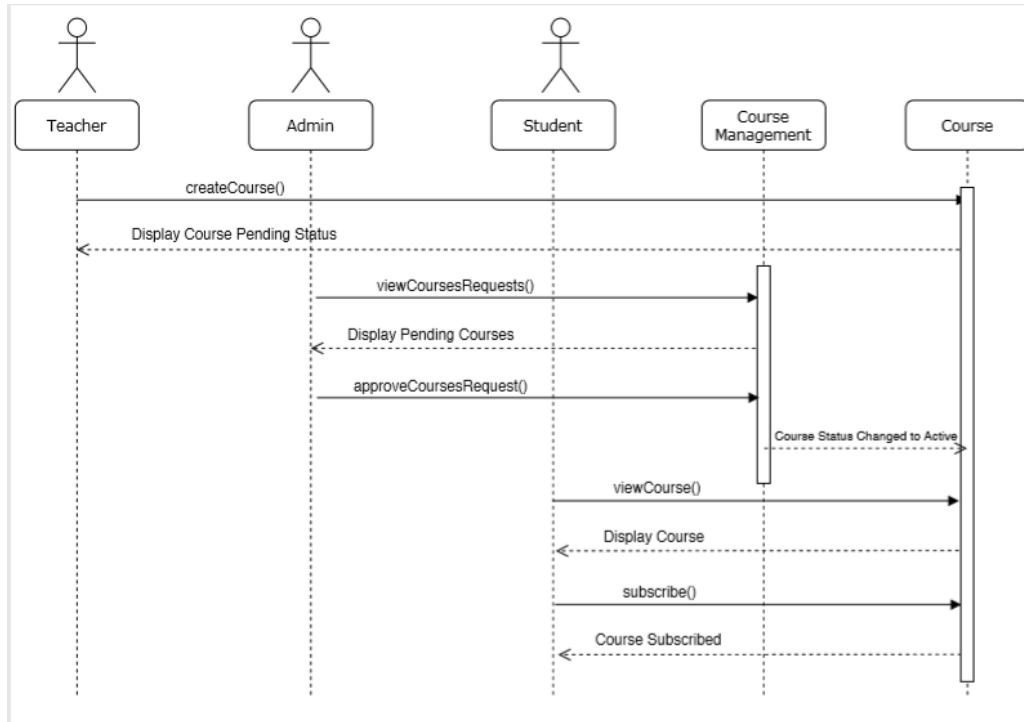 Teacher
Admin
Student
Course
Management
Course
createCourse()
Display Course Pending Status
viewCoursesRequests()
Display Pending Courses
approveCoursesRequest()
Course Status Changed to Active
viewCourse()
Display Course
subscribe()
Course Subscribed